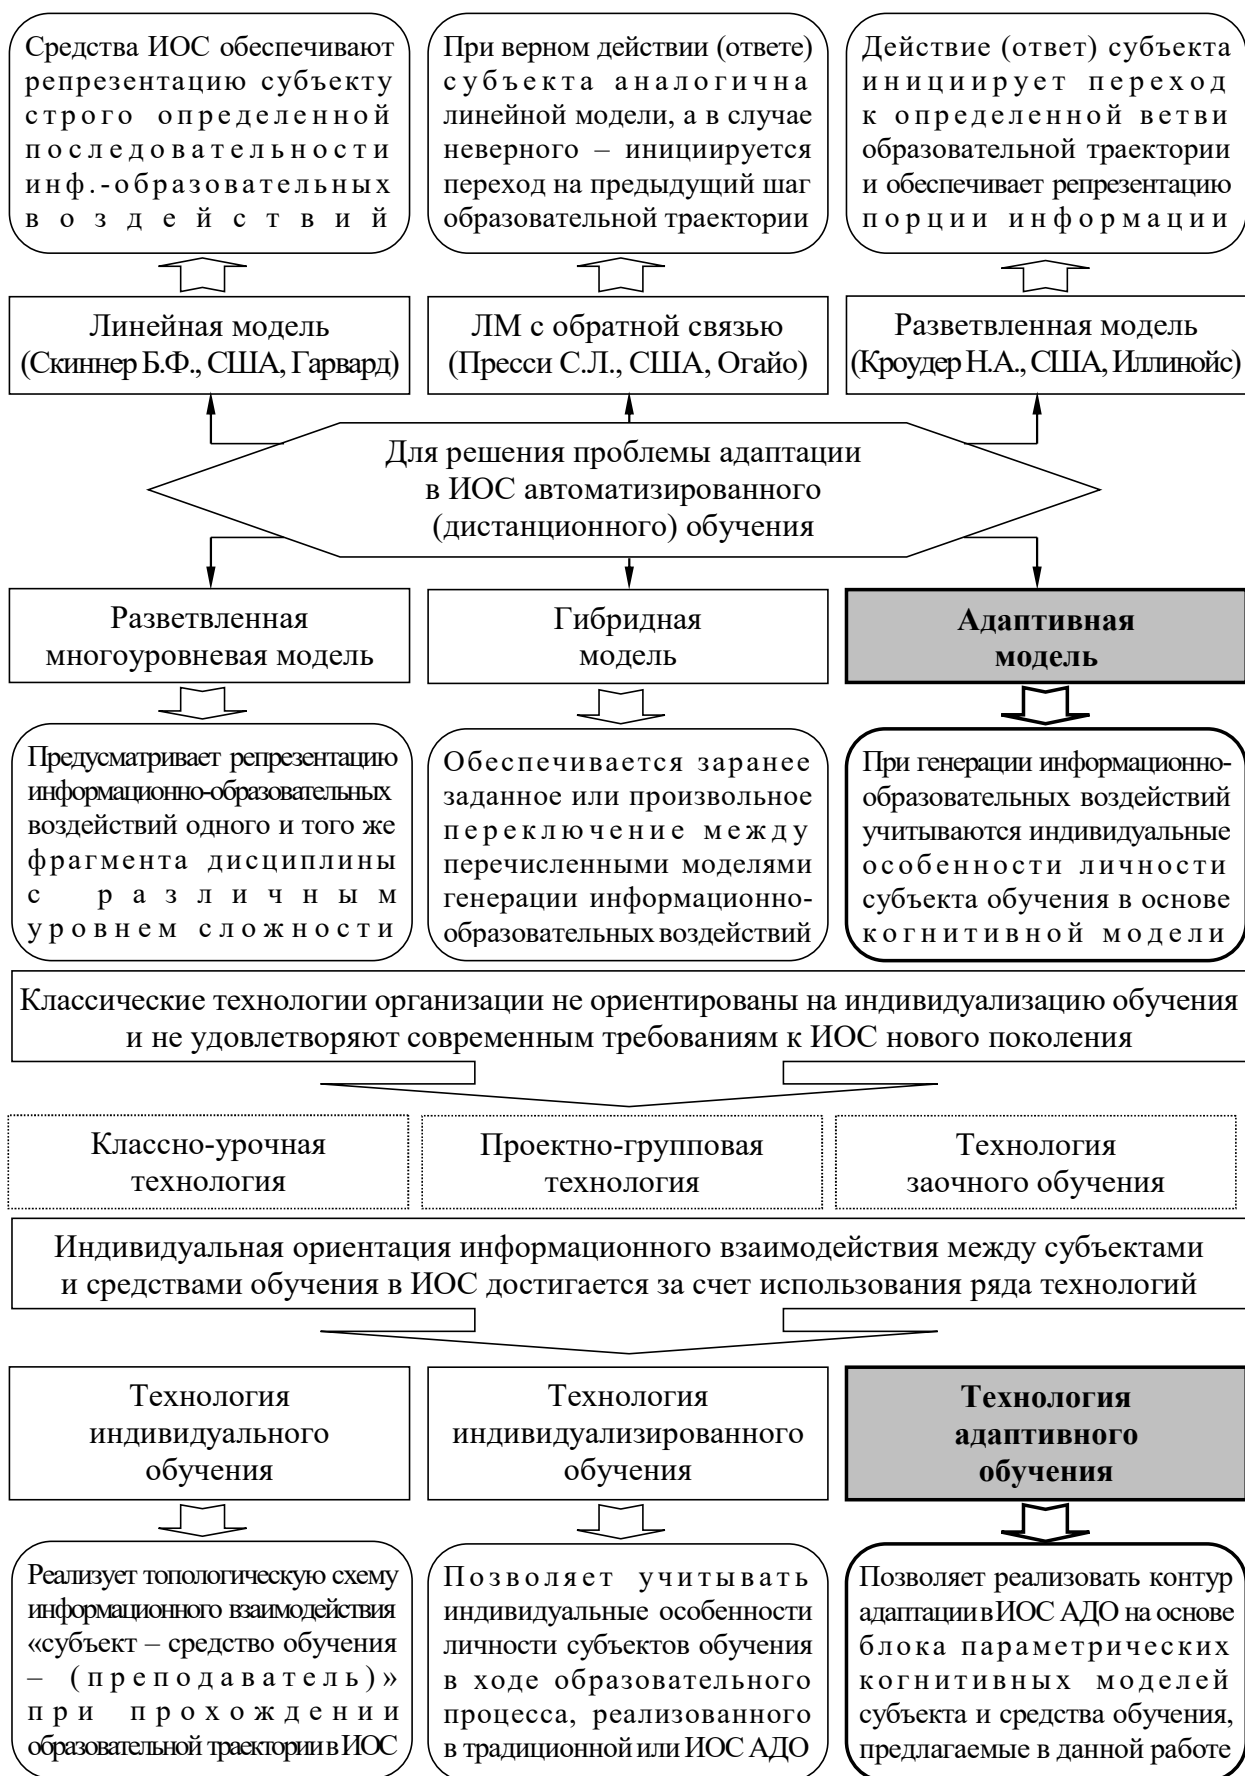 Средства ИОС обеспечивают
репрезентацию субъекту
строго определенной
последовательности
инф.-образовательных
воздействий
При верном действии (ответе)
субъекта аналогична
линейной модели, а в случае
неверного – инициируется
переход на предыдущий шаг
образовательной траектории
Действие (ответ) субъекта
инициирует переход
к определенной ветви
образовательной траектории
и обеспечивает репрезентацию
порции информации
Линейная модель
(Скиннер Б.Ф., США, Гарвард)
ЛМ с обратной связью
(Пресси С.Л., США, Огайо)
Разветвленная модель
(Кроудер Н.А., США, Иллинойс)
Для решения проблемы адаптации
в ИОС автоматизированного
(дистанционного) обучения
Разветвленная
многоуровневая модель
Гибридная
модель
Адаптивная
модель
Предусматривает репрезентацию
информационно-образовательных
воздействий одного и того же
фрагмента дисциплины
с различным
уровнем сложности
Обеспечивается заранее
заданное или произвольное
переключение между
перечисленными моделями
генерации информационно-
образовательных воздействий
При генерации информационно-
образовательных воздействий
учитываются индивидуальные
особенности личности
субъекта обучения в основе
когнитивной модели
Классические технологии организации не ориентированы на индивидуализацию обучения
и не удовлетворяют современным требованиям к ИОС нового поколения
Классно-урочная
технология
Проектно-групповая
технология
Технология
заочного обучения
Индивидуальная ориентация информационного взаимодействия между субъектами
и средствами обучения в ИОС достигается за счет использования ряда технологий
Технология
индивидуального
обучения
Технология
индивидуализированного
обучения
Технология
адаптивного
обучения
Реализует топологическую схему
информационного взаимодействия
«субъект – средство обучения
– (преподаватель)»
при прохождении
образовательной траектории в ИОС
Позволяет учитывать
индивидуальные особенности
личности субъектов обучения
в ходе образовательного
процесса, реализованного
в традиционной или ИОС АДО
Позволяет реализовать контур
адаптации в ИОС АДО на основе
блока параметрических
когнитивных моделей
субъекта и средства обучения,
предлагаемые в данной работе